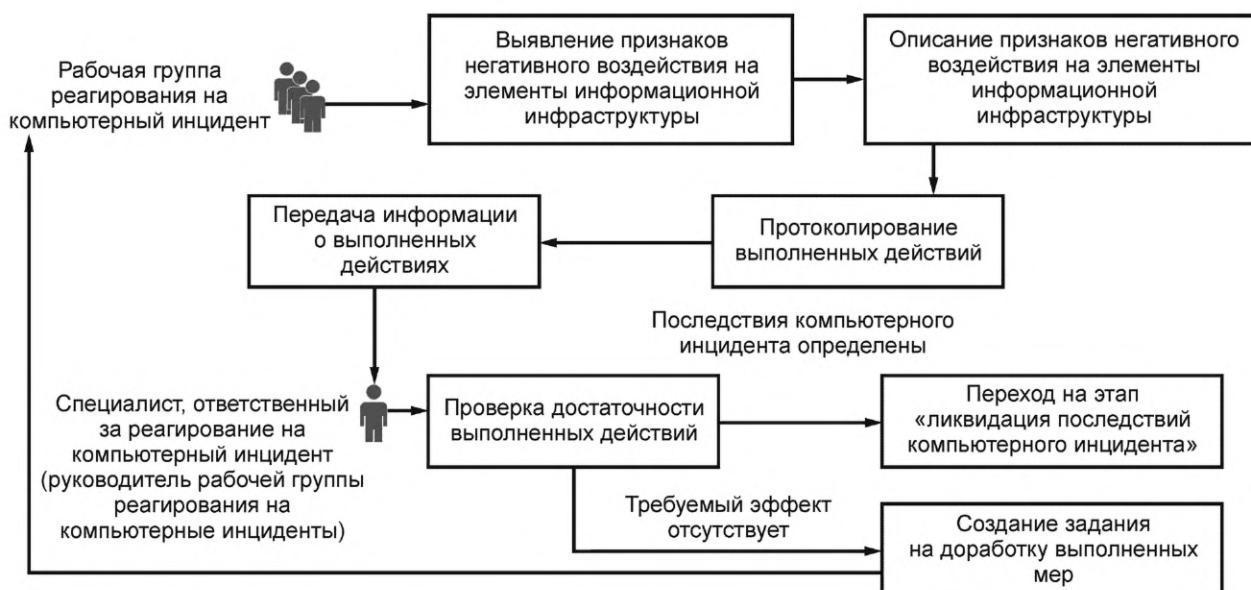 Рабочая группа
реагирования на
компьютерный инцидент
Выявление признаков
негативного воздействия на
элементы информационной
инфраструктуры
Описание признаков негативного
воздействия на элементы
информационной
инфраструктуры
Протоколирование
выполненных действий
Передача информации
о выполненных
действиях
Последствия компьютерного
инцидента определены
Специалист, ответственный
за реагирование на
компьютерный инцидент
(руководитель рабочей группы
реагирования на
компьютерные инциденты)
Проверка достаточности
выполненных действий
Переход на этап
«ликвидация последствий
компьютерного инцидента»
Требуемый эффект
отсутствует
Создание задания
на доработку выполненных
мер